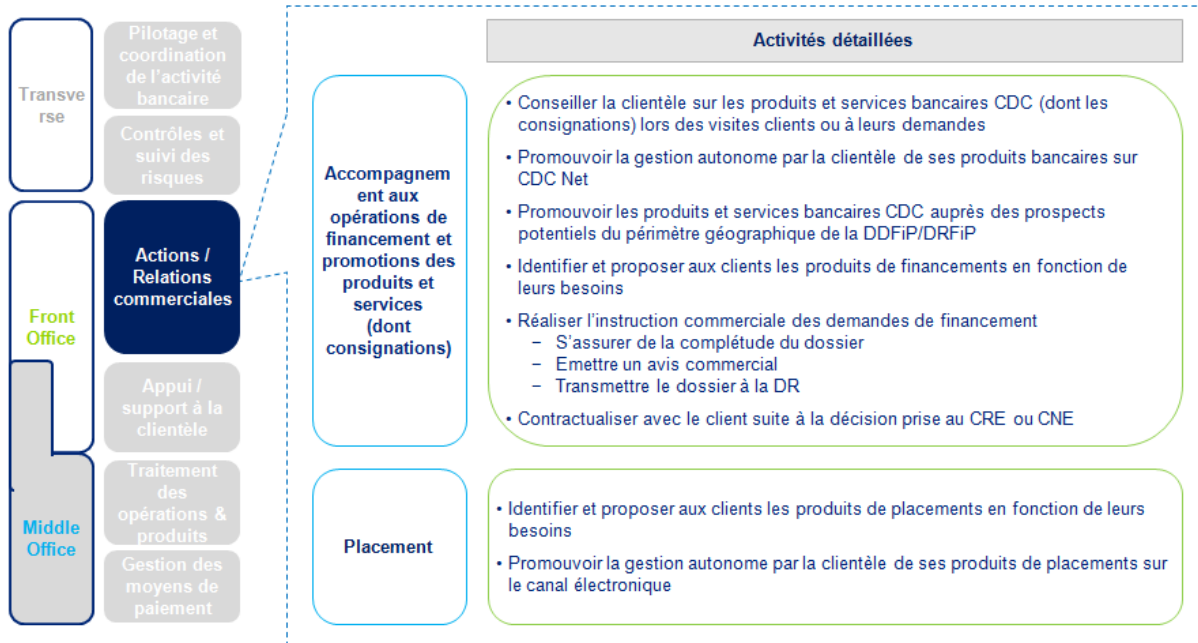 Transve
rse
Front
Office
Middle
Office
Pilotage et
coordination
de l'activité
bancaire
Contrôles et
suivi des
risques
Actions /
Relations
commerciales
Appui /
support à la
clientèle
Traitement
des
opérations &
produits
Gestion des
moyens de
paiement
Activités détaillées
Accompagnem
ent aux
opérations de
financement et
promotions des
produits et
services
(dont
consignations)
• Conseiller la clientèle sur les produits et services bancaires CDC (dont les
consignations) lors des visites clients ou à leurs demandes
• Promouvoir la gestion autonome par la clientèle de ses produits bancaires sur
CDC Net
• Promouvoir les produits et services bancaires CDC auprès des prospects
potentiels du périmètre géographique de la DDFiP/DRFiP
• Identifier et proposer aux clients les produits de financements en fonction de
leurs besoins
• Réaliser l'instruction commerciale des demandes de financement
− S'assurer de la complétude du dossier
− Emettre un avis commercial
− Transmettre le dossier à la DR
• Contractualiser avec le client suite à la décision prise au CRE ou CNE
Placement
• Identifier et proposer aux clients les produits de placements en fonction de leurs
besoins
• Promouvoir la gestion autonome par la clientèle de ses produits de placements sur
le canal électronique